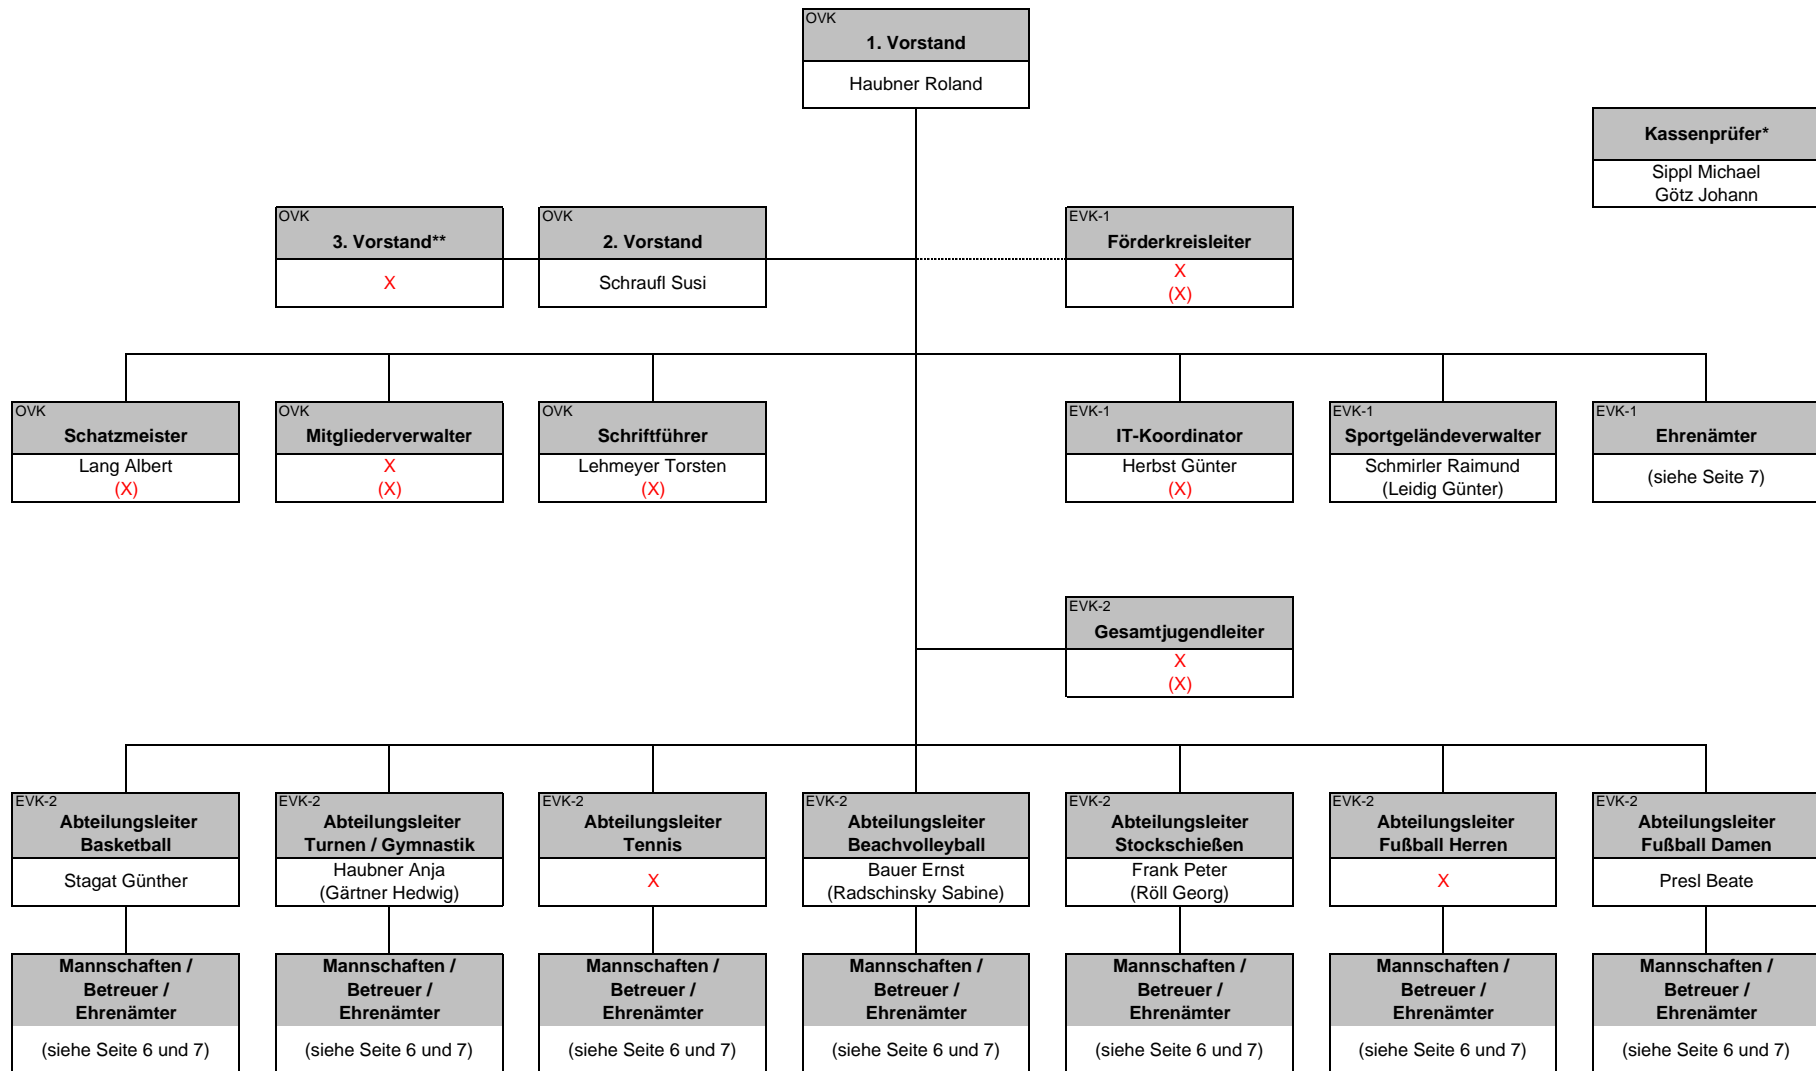 OVK
1. Vorstand
Haubner Roland
Kassenprüfer*
Sippl Michael
Götz Johann
OVK
3. Vorstand**
X
OVK
2. Vorstand
Schraufl Susi
EVK-1
Förderkreisleiter
X
(X)
OVK
Schatzmeister
Lang Albert
(X)
OVK
Mitgliederverwalter
X
(X)
OVK
Schriftführer
Lehmeyer Torsten
(X)
EVK-1
IT-Koordinator
Herbst Günter
(X)
EVK-1
Sportgeländeverwalter
Schmirler Raimund
(Leidig Günter)
EVK-1
Ehrenämter
(siehe Seite 7)
EVK-2
Gesamtjugendleiter
X
(X)
EVK-2
Abteilungsleiter
Basketball
Stagat Günther
EVK-2
Abteilungsleiter
Turnen / Gymnastik
Haubner Anja
(Gärtner Hedwig)
EVK-2
Abteilungsleiter
Tennis
X
EVK-2
Abteilungsleiter
Beachvolleyball
Bauer Ernst
(Radschinsky Sabine)
EVK-2
Abteilungsleiter
Stockschießen
Frank Peter
(Röll Georg)
EVK-2
Abteilungsleiter
Fußball Herren
X
EVK-2
Abteilungsleiter
Fußball Damen
Presl Beate
Mannschaften /
Betreuer /
Ehrenämter
(siehe Seite 6 und 7)
Mannschaften /
Betreuer /
Ehrenämter
(siehe Seite 6 und 7)
Mannschaften /
Betreuer /
Ehrenämter
(siehe Seite 6 und 7)
Mannschaften /
Betreuer /
Ehrenämter
(siehe Seite 6 und 7)
Mannschaften /
Betreuer /
Ehrenämter
(siehe Seite 6 und 7)
Mannschaften /
Betreuer /
Ehrenämter
(siehe Seite 6 und 7)
Mannschaften /
Betreuer /
Ehrenämter
(siehe Seite 6 und 7)